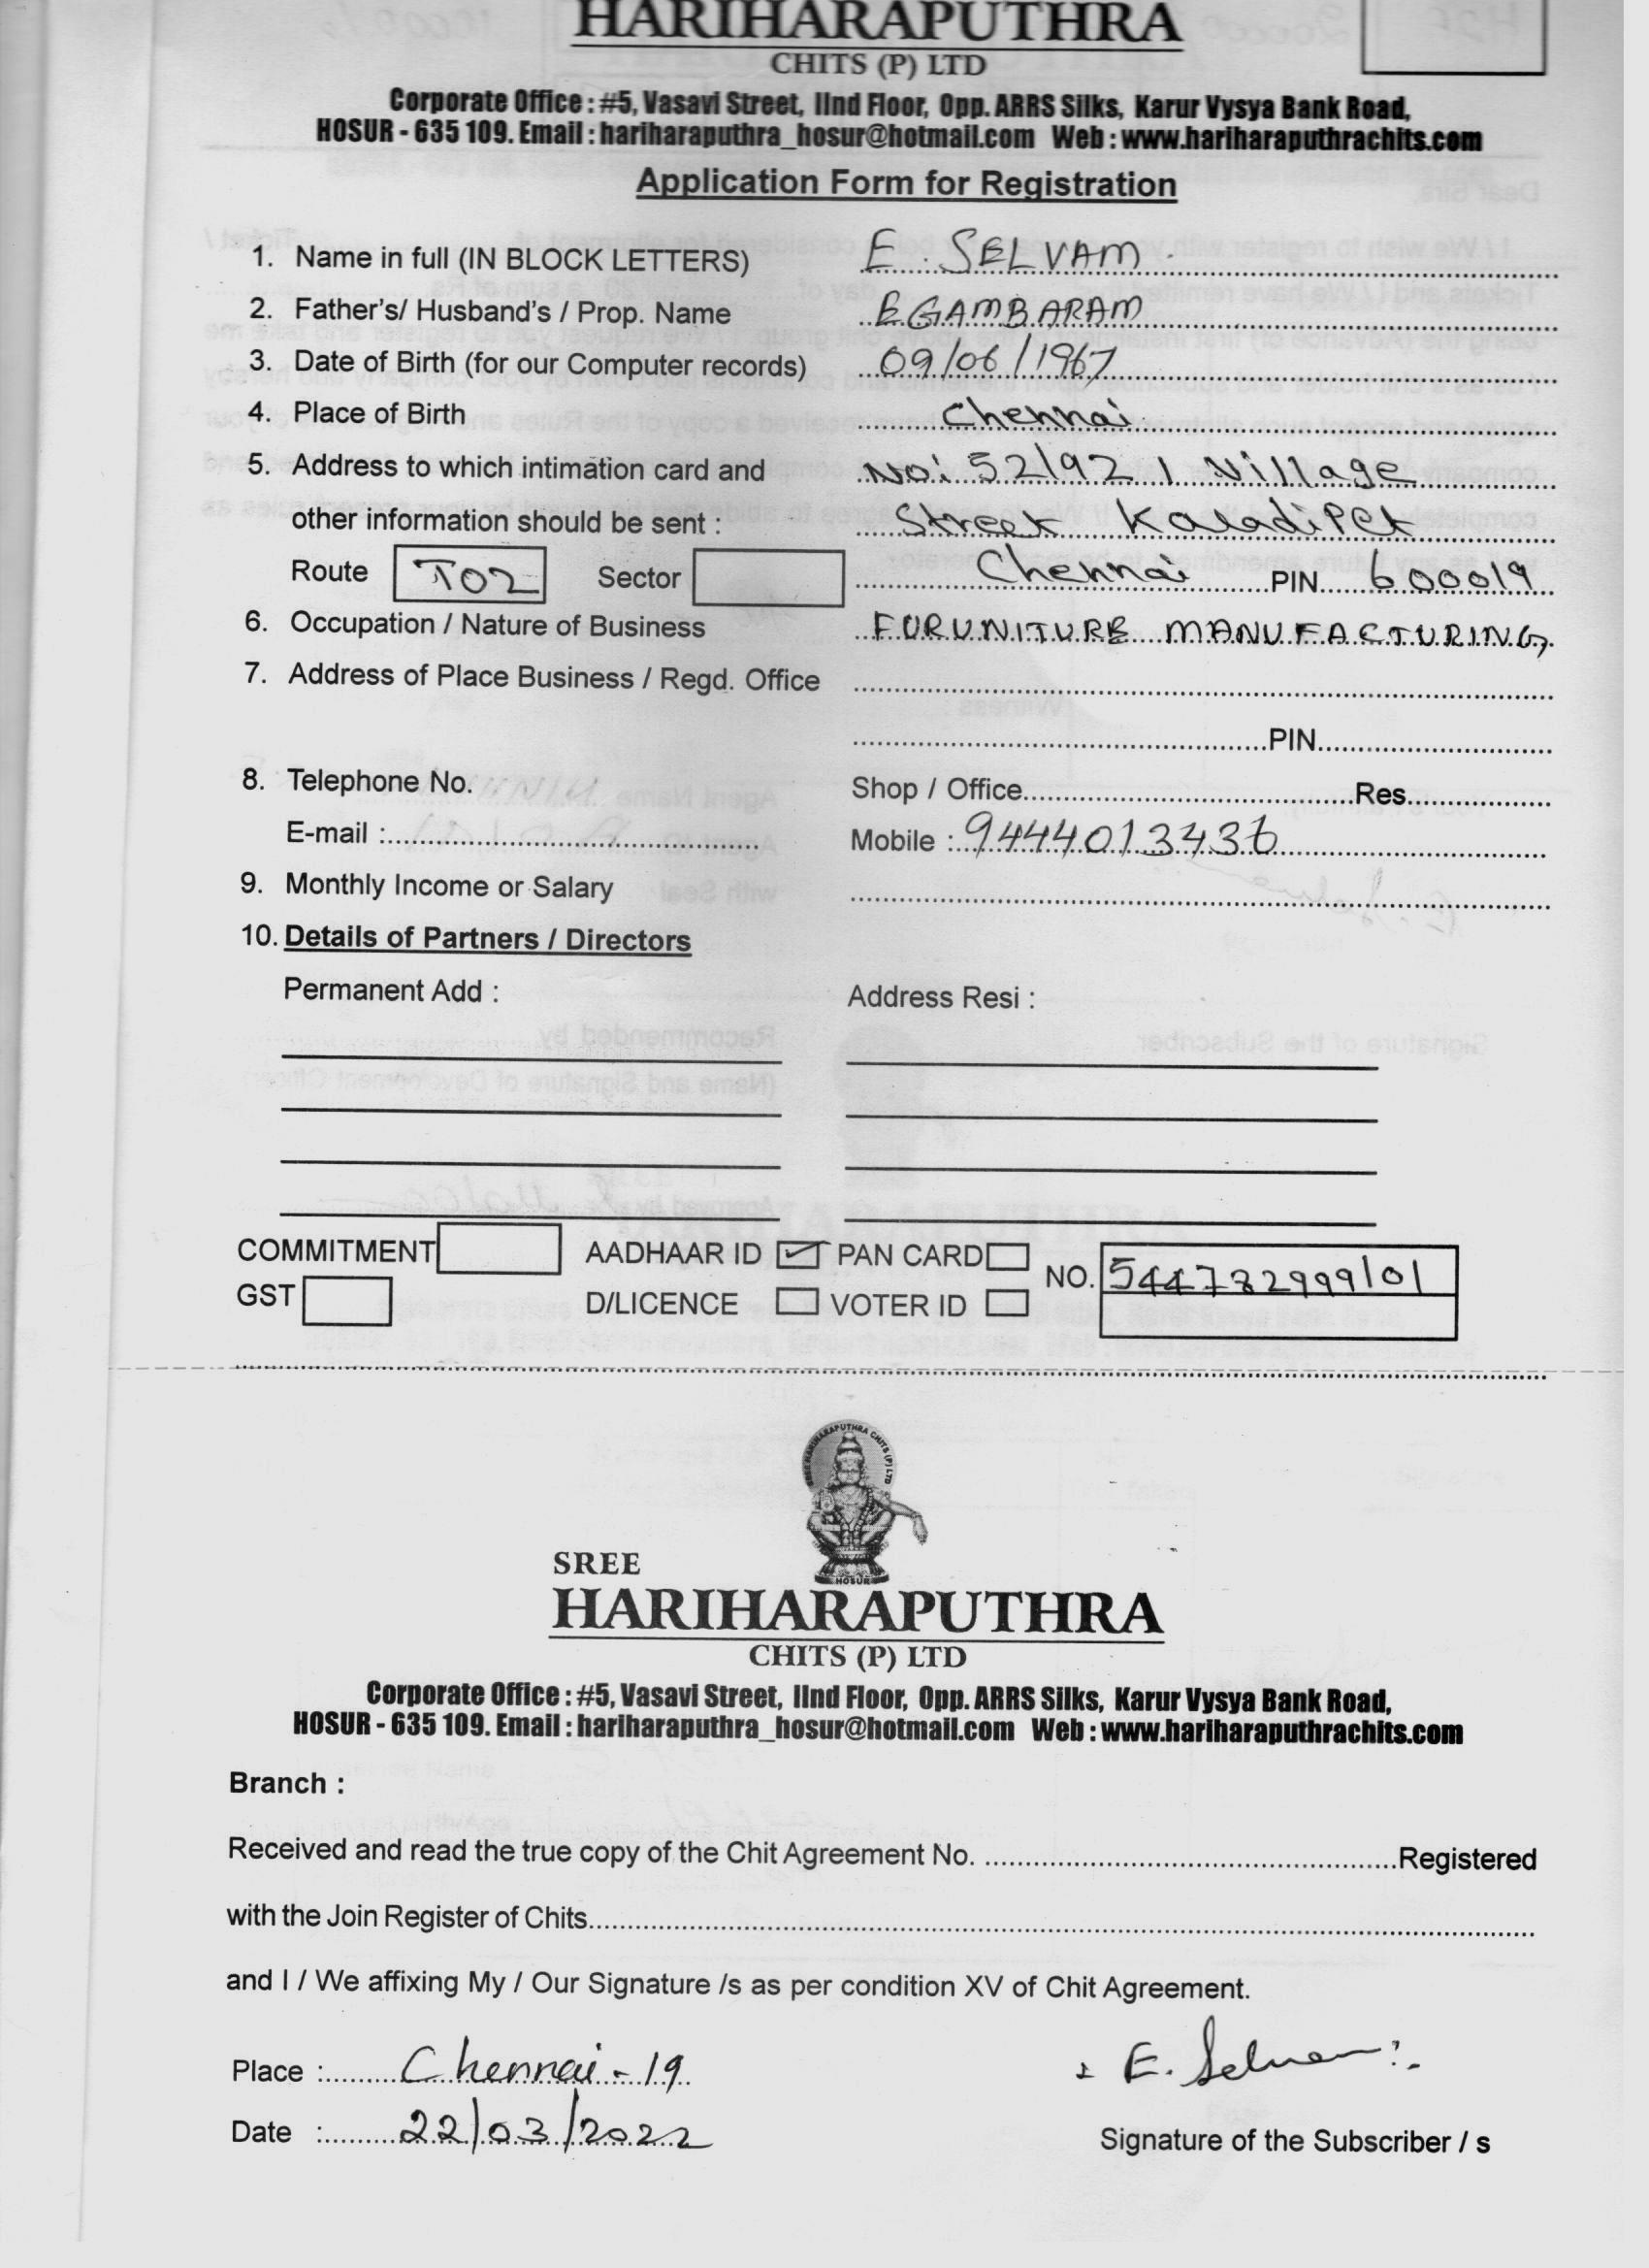 HARIHARAPUTHRA
CHITS (P) LTD
Corporate Office : #5, Vasavi Street, IInd Floor, Opp. ARRS Silks, Karur Vysya Bank Road,
HOSUR - 635 109. Email : hariharaputhra_hosur@hotmail.com Web : www.hariharaputhrachits.com
Application Form for Registration
1. Name in full (IN BLOCK LETTERS) E. SELVAM.
2. Father's/ Husband's / Prop. Name EGAMBARAM
3. Date of Birth (for our Computer records) 09/06/1967
4. Place of Birth Chennai
5. Address to which intimation card and No: 52/92, Village
other information should be sent : Street Kaladipet
Route T02 Sector Chennai PIN 600019
6. Occupation / Nature of Business FURUNITURE MANUFACTURING,
7. Address of Place Business / Regd. Office
PIN
8. Telephone No. Shop / Office Res.
E-mail : Mobile : 9444013436
9. Monthly Income or Salary
10. Details of Partners / Directors
Permanent Add : Address Resi :
COMMITMENT AADHAAR ID PAN CARD NO. 544782999101
GST D/LICENCE VOTER ID
SREE HARIHARAPUTHRA CHITS (P) LTD
HOSUR
SREE
HARIHARAPUTHRA
CHITS (P) LTD
Corporate Office : #5, Vasavi Street, IInd Floor, Opp. ARRS Silks, Karur Vysya Bank Road,
HOSUR - 635 109. Email : hariharaputhra_hosur@hotmail.com Web : www.hariharaputhrachits.com
Branch :
Received and read the true copy of the Chit Agreement No. Registered
with the Join Register of Chits
and I / We affixing My / Our Signature /s as per condition XV of Chit Agreement.
Place : Chennai - 19 E. Selvam
Date : 22/03/2022
Signature of the Subscriber / s